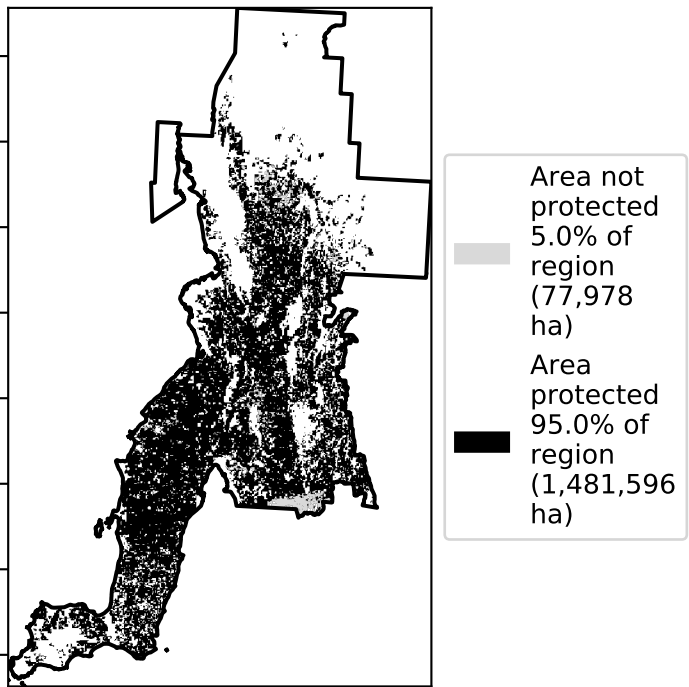 Area not
protected
5.0% of
region
(77,978
ha)
Area
protected
95.0% of
region
(1,481,596
ha)